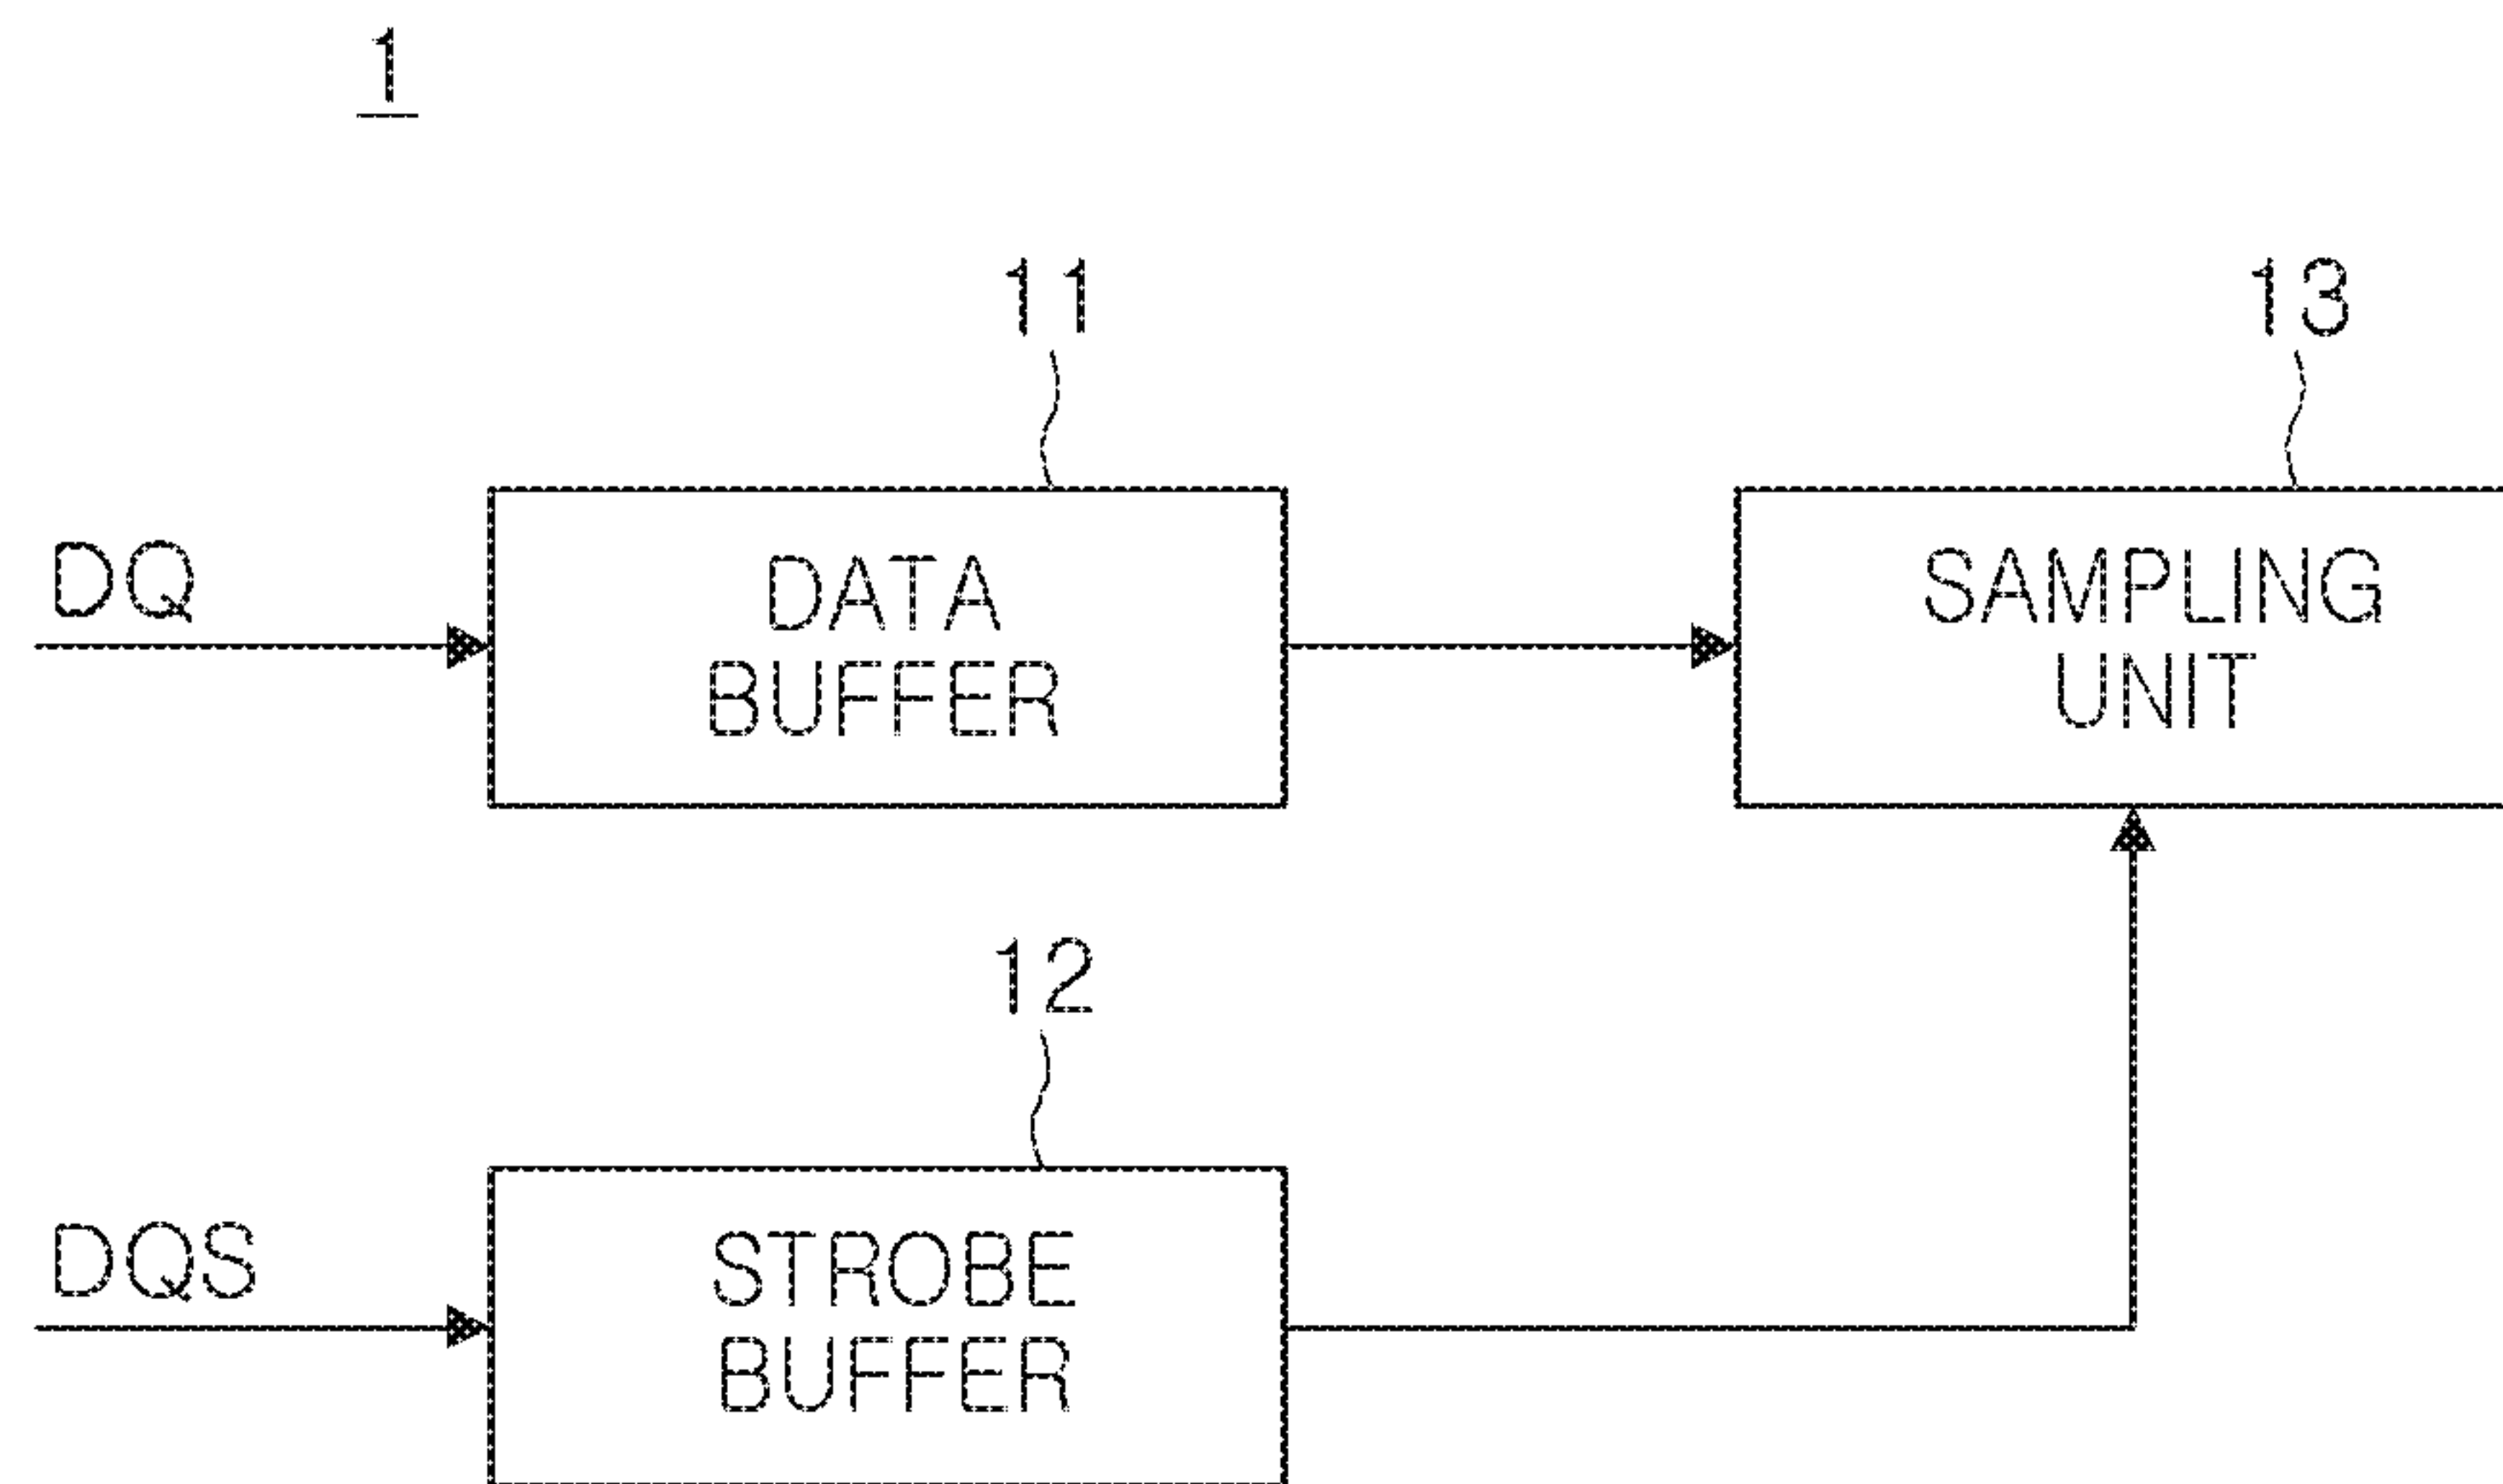 1
11
13
DQ
DATA
BUFFER
SAMPLING
UNIT
12
DQS
STROBE
BUFFER